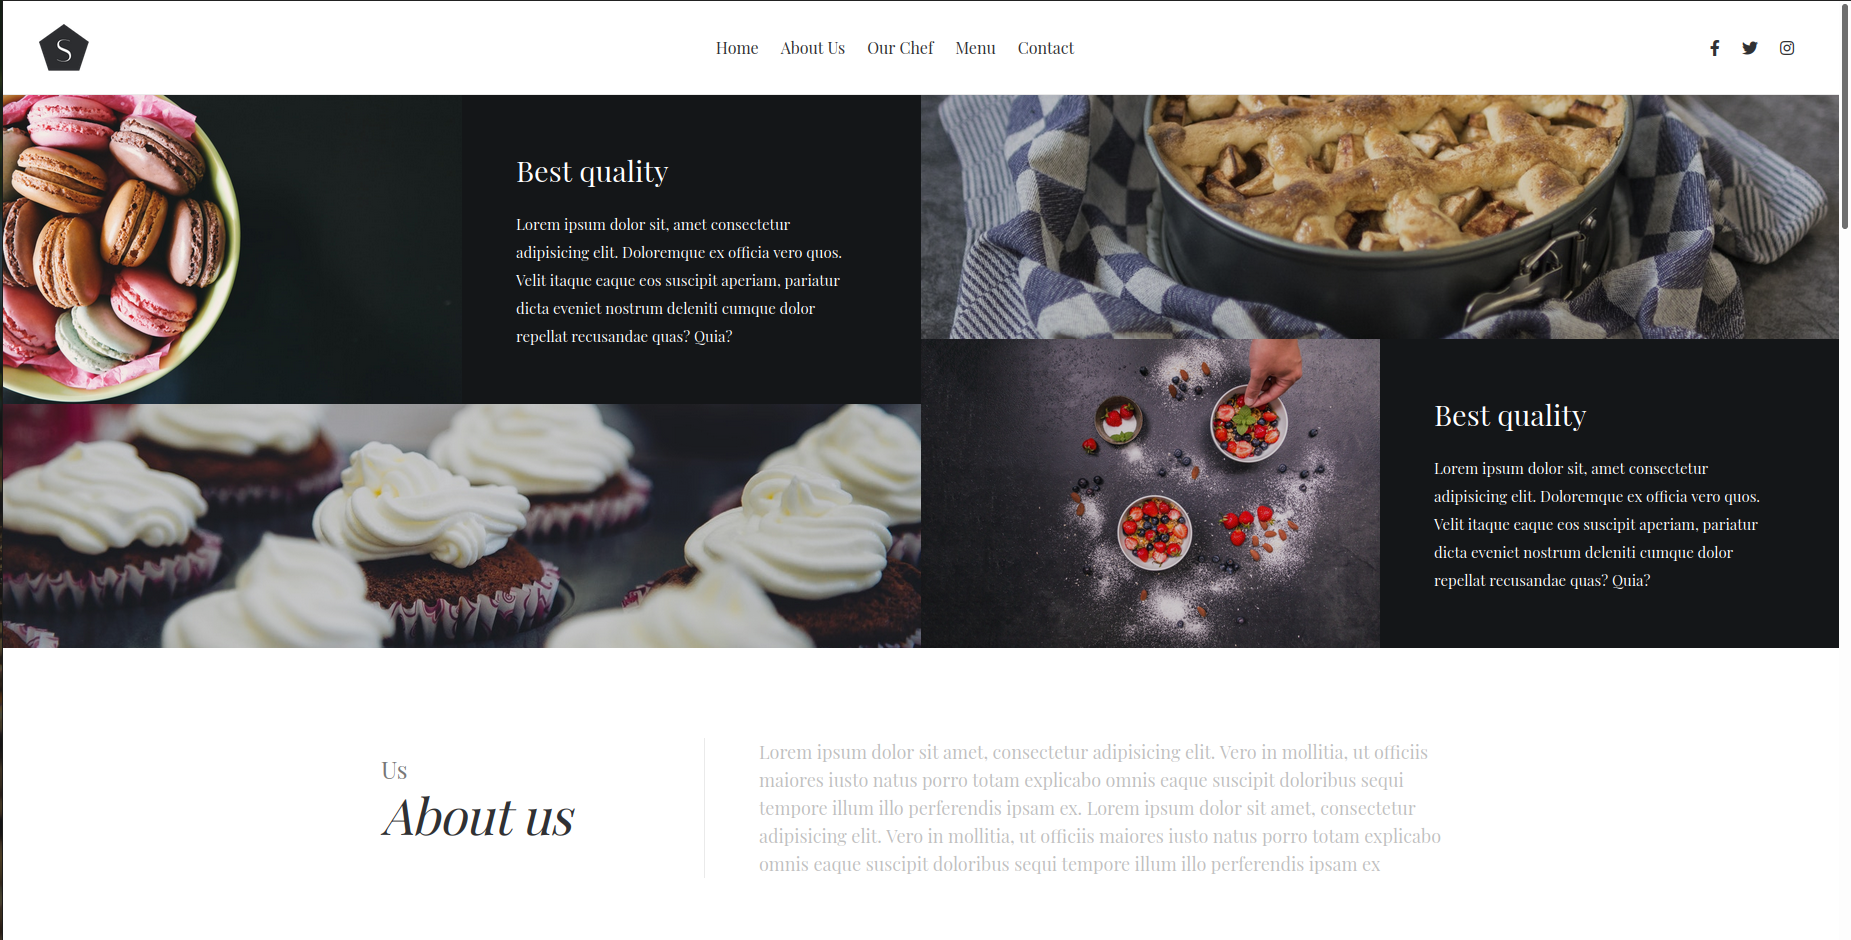 S
Home About Us Our Chef Menu Contact
Best quality
Lorem ipsum dolor sit, amet consectetur
adipisicing elit. Doloremque ex officia vero quos.
Velit itaque eaque eos suscipit aperiam, pariatur
dicta eveniet nostrum deleniti cumque dolor
repellat recusandae quas? Quia?
Best quality
Lorem ipsum dolor sit, amet consectetur
adipisicing elit. Doloremque ex officia vero quos.
Velit itaque eaque eos suscipit aperiam, pariatur
dicta eveniet nostrum deleniti cumque dolor
repellat recusandae quas? Quia?
Us
About us
Lorem ipsum dolor sit amet, consectetur adipisicing elit. Vero in mollitia, ut officiis
maiores iusto natus porro totam explicabo omnis eaque suscipit doloribus sequi
tempore illum illo perferendis ipsam ex. Lorem ipsum dolor sit amet, consectetur
adipisicing elit. Vero in mollitia, ut officiis maiores iusto natus porro totam explicabo
omnis eaque suscipit doloribus sequi tempore illum illo perferendis ipsam ex